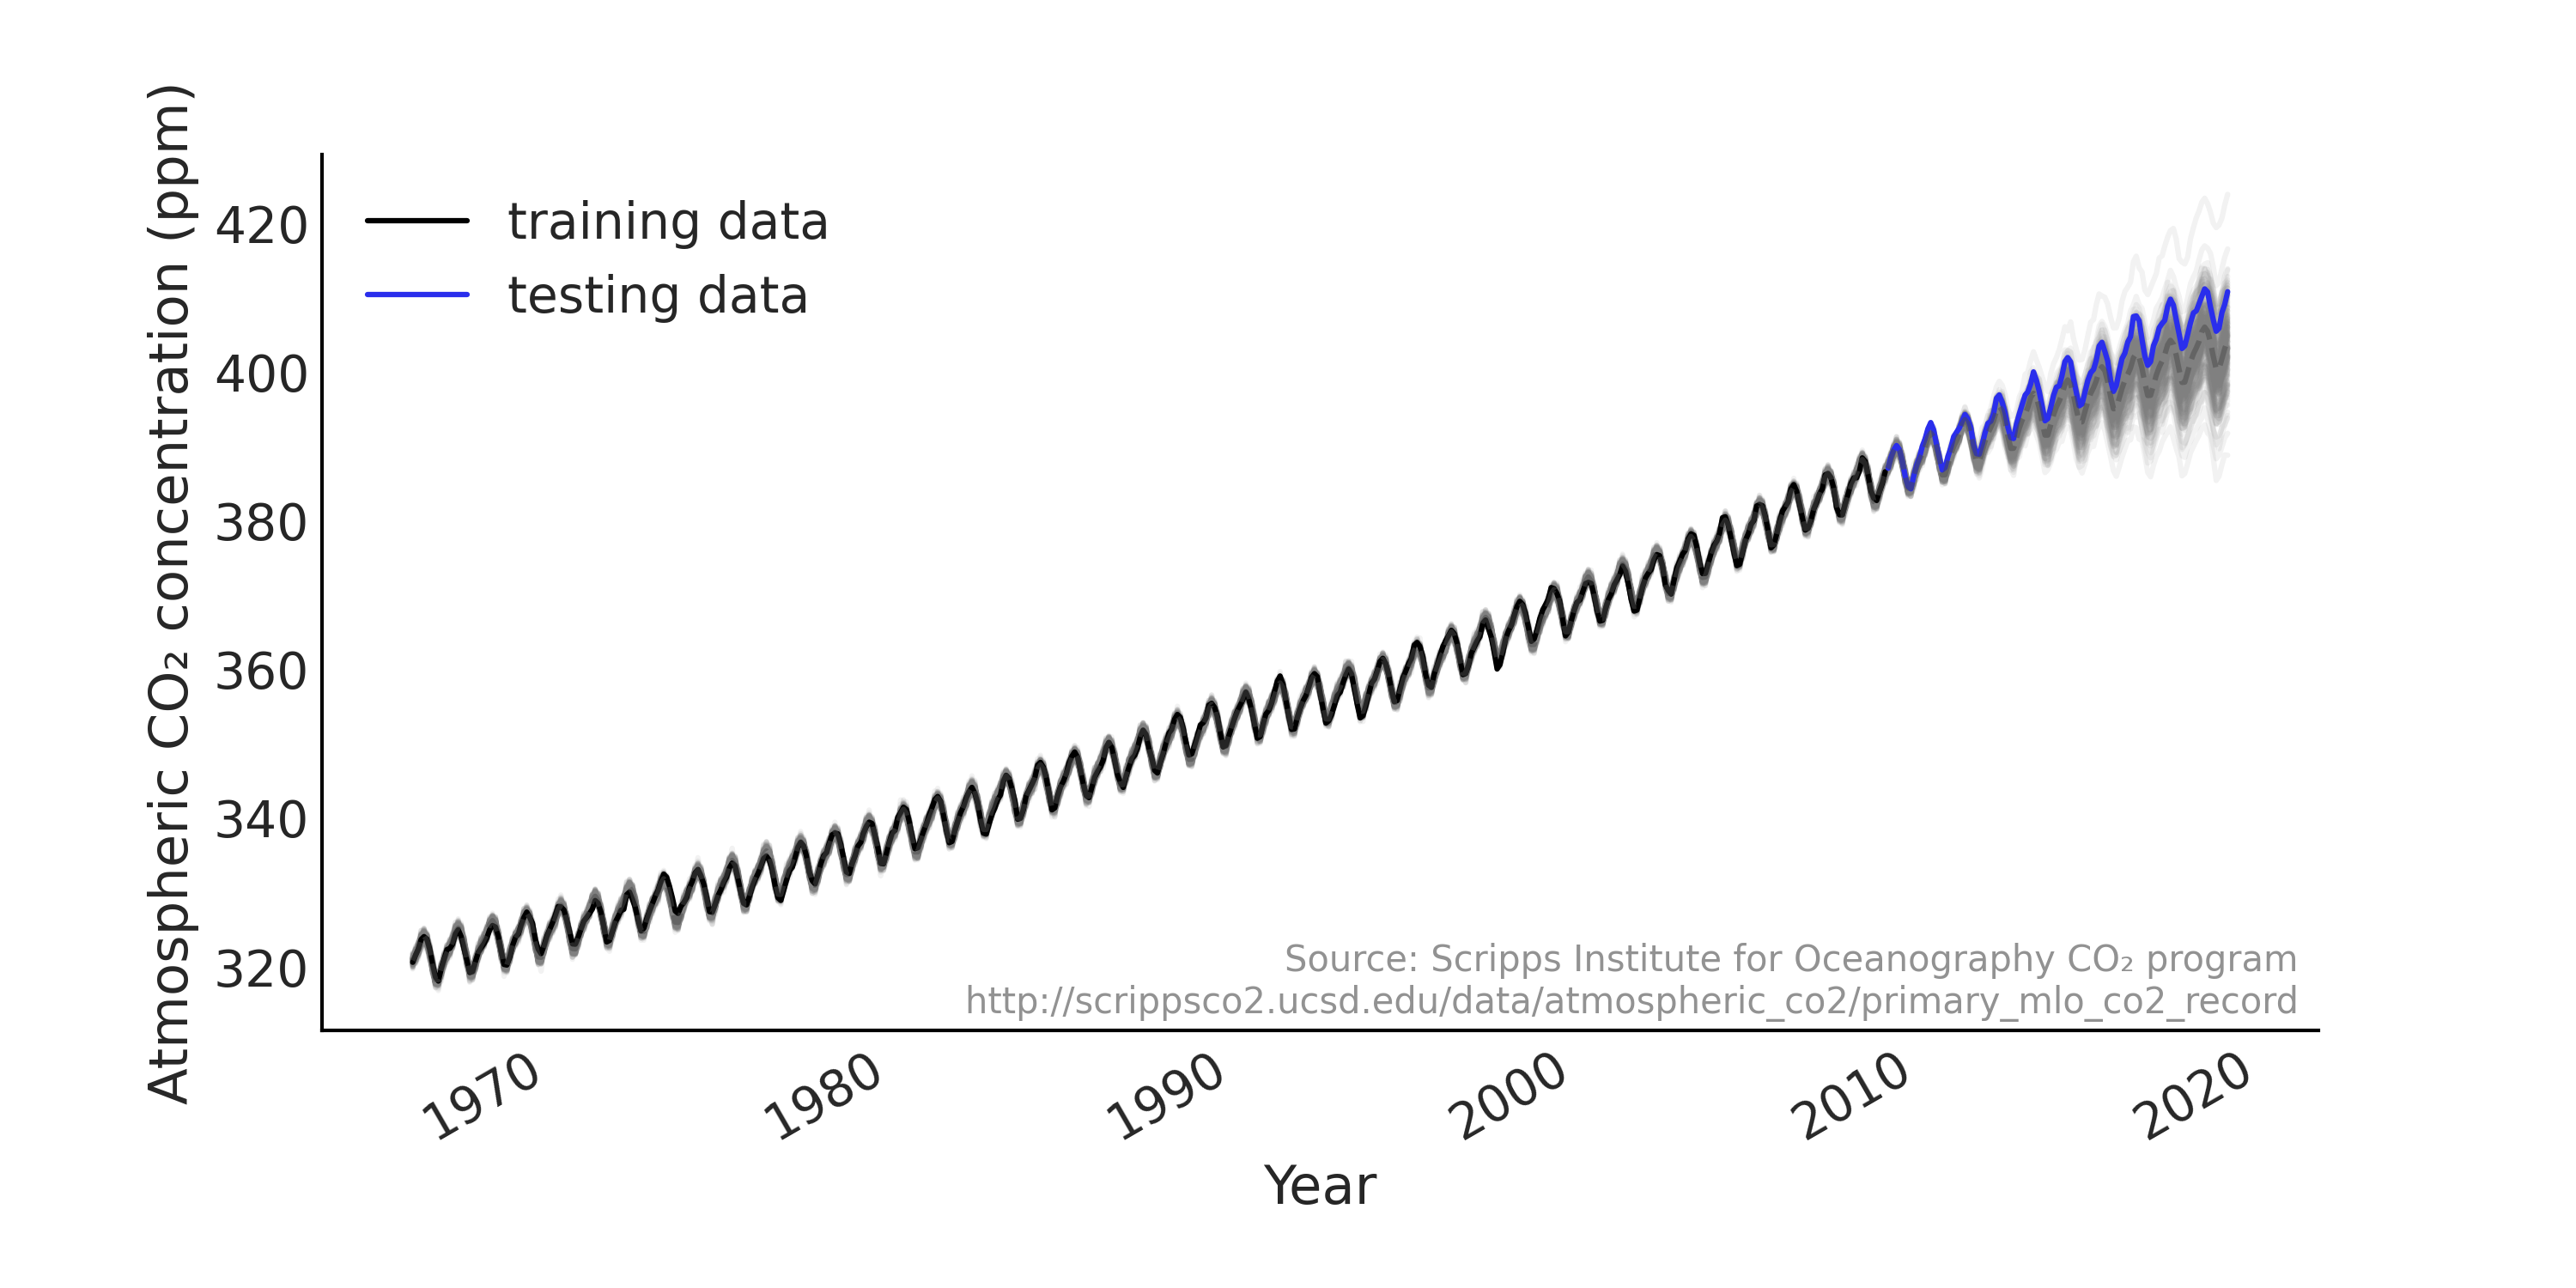 Atmospheric CO₂ concentration (ppm)
420
400
380
360
340
320
training data
testing data
Source: Scripps Institute for Oceanography CO₂ program
http://scrippsco2.ucsd.edu/data/atmospheric_co2/primary_mlo_co2_record
1970
1980
1990
2000
2010
2020
Year